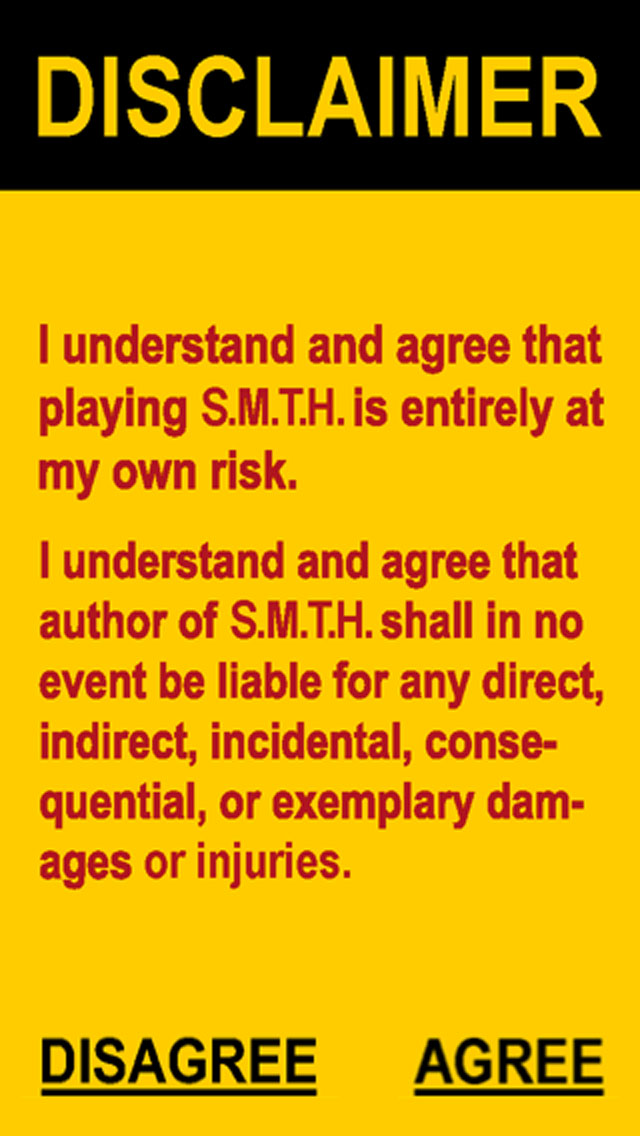 DISCLAIMER
I understand and agree that
playing S.M.T.H. is entirely at
my own risk.
I understand and agree that
author of S.M.T.H. shall in no
event be liable for any direct,
indirect, incidental, conse-
quential, or exemplary dam-
ages or injuries.
DISAGREE AGREE